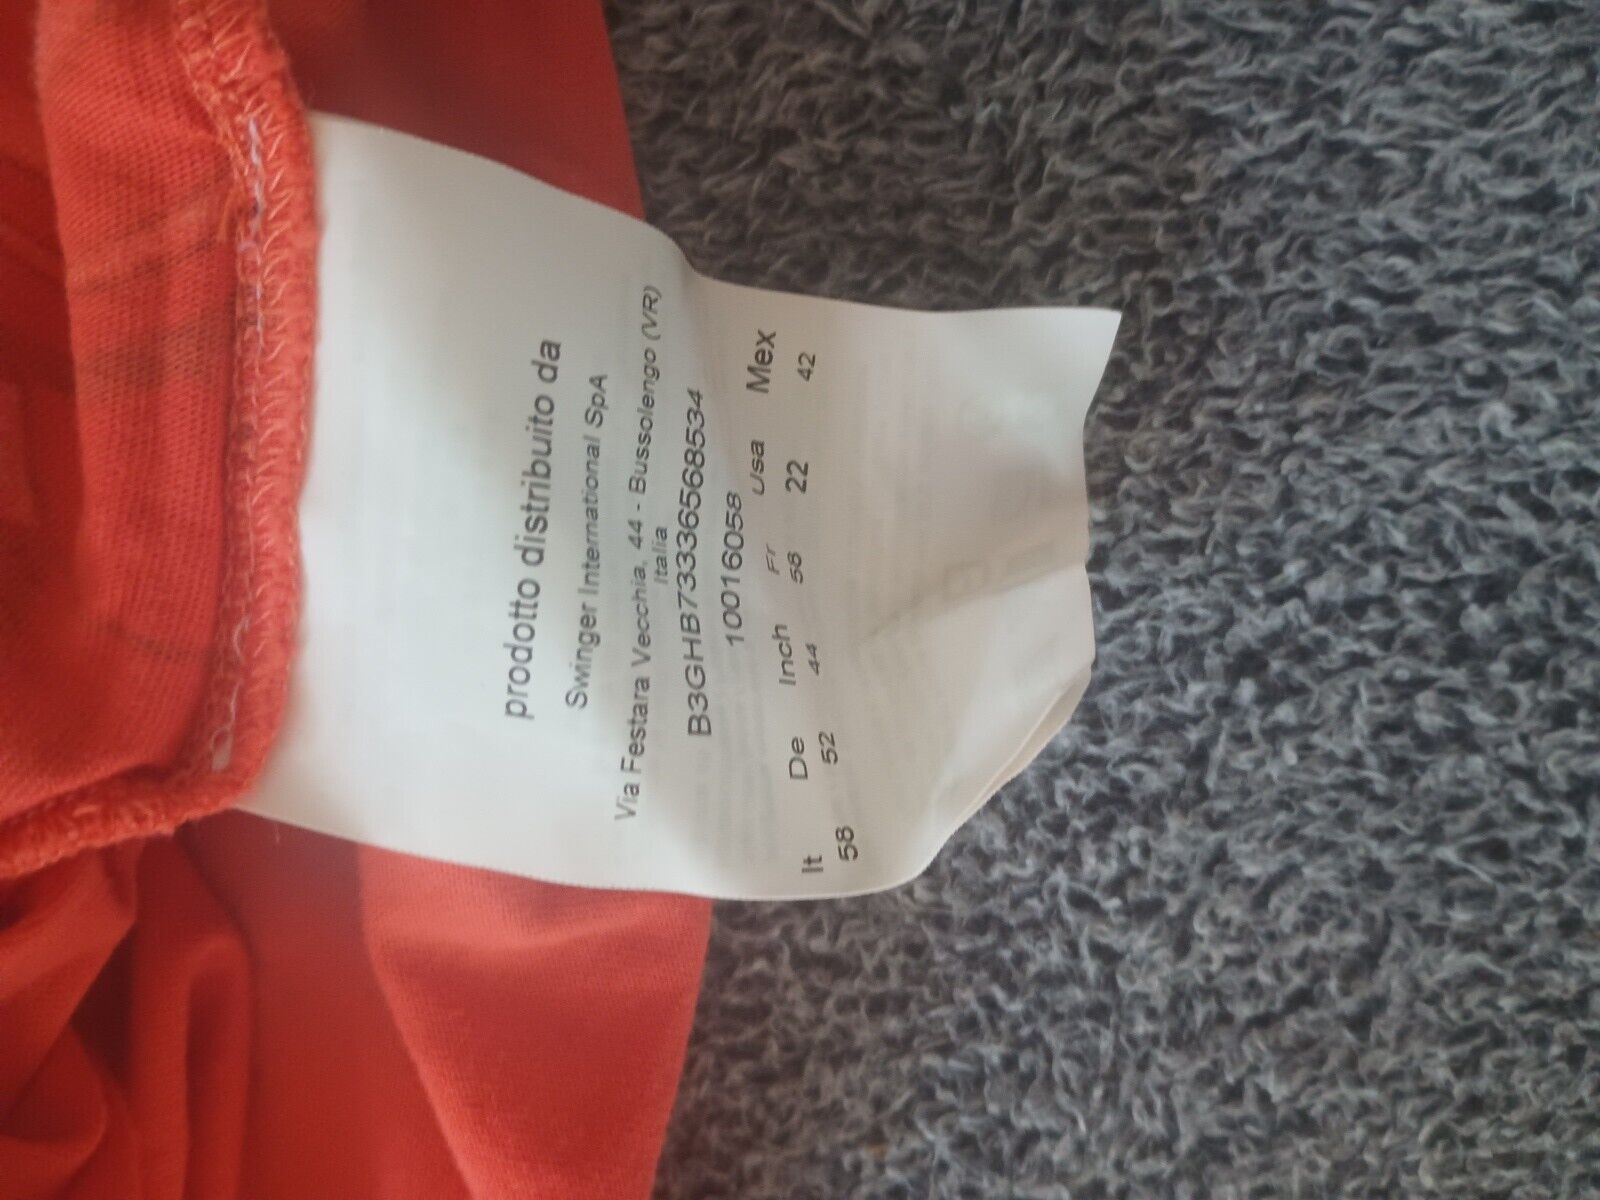 prodotto distribuito da
Swinger International SpA
Via Festara Vecchia, 44 - Bussolengo (VR)
Italia
B3GHB73336568534
10016058
It De Inch Fr Usa Mex
58 52 44 56 22 42